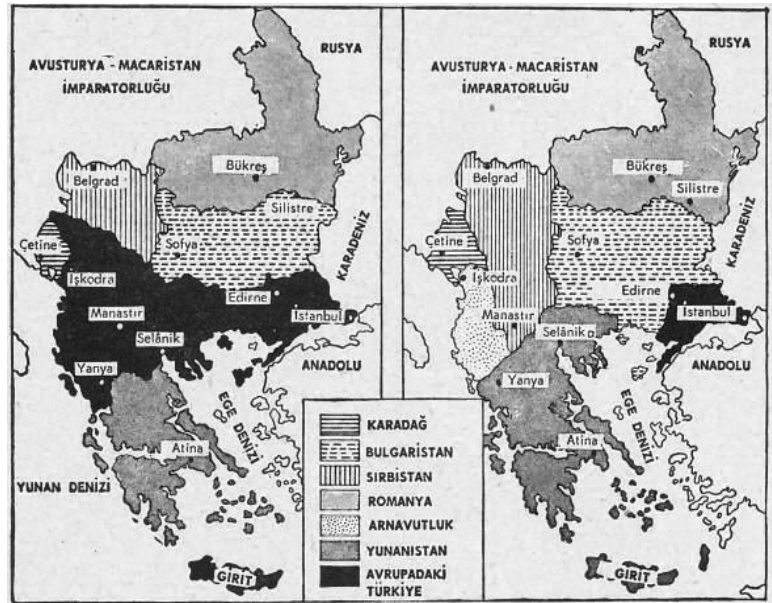 RUSYA
AVUSTURYA - MACARİSTAN
İMPARATORLUĞU
Bükreş
Belgrad
Silistre
Çetine
Sofya
KARADENİZ
İşkodra
Edirne
Manastır
İstanbul
Selânik
Yanya
ANADOLU
EGE DENİZİ
Atina
YUNAN DENİZİ
GİRİT
RUSYA
AVUSTURYA - MACARİSTAN
İMPARATORLUĞU
Bükreş
Belgrad
Silistre
Çetine
Sofya
KARADENİZ
İşkodra
Edirne
Manastır
İstanbul
Selânik
ANADOLU
Yanya
EGE DENİZİ
Atina
GİRİT
KARADAĞ
BULGARİSTAN
SIRBİSTAN
ROMANYA
ARNAVUTLUK
YUNANİSTAN
AVRUPADAKİ
TÜRKİYE